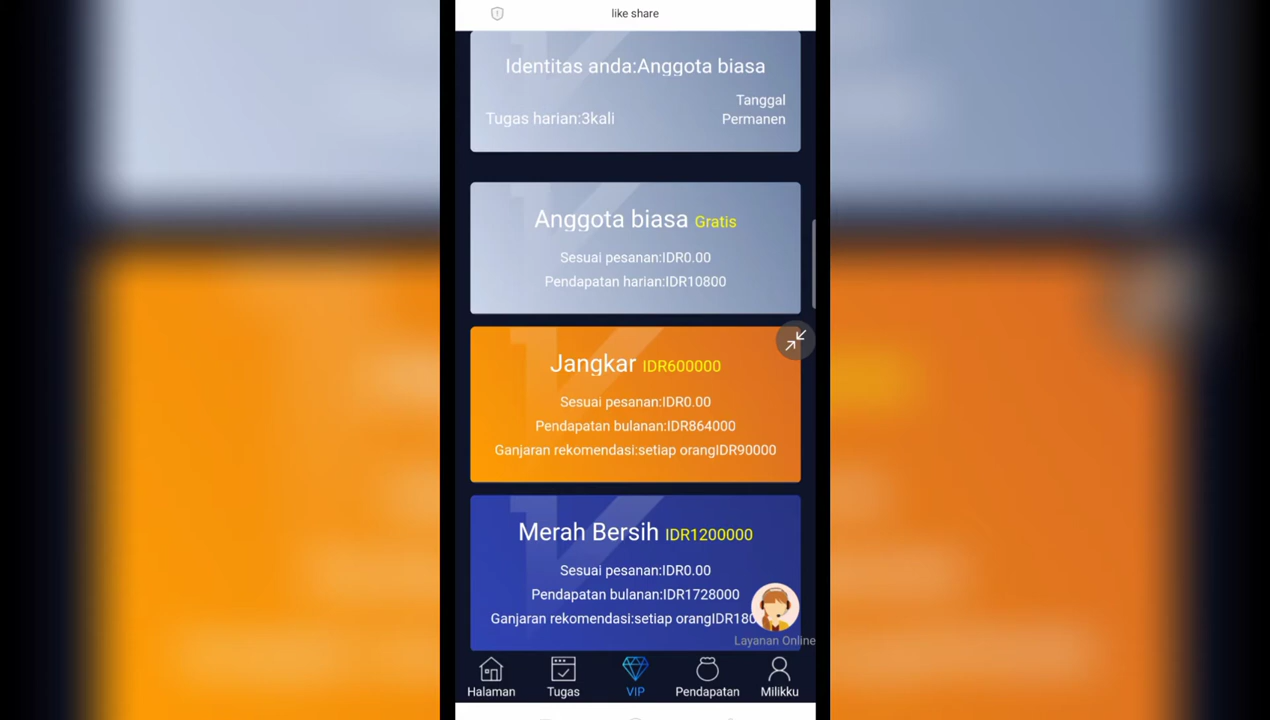 like share
Identitas anda:Anggota biasa
Tanggal
Tugas harian:3kali
Permanen
Anggota biasa Gratis
Sesuai pesanan:IDR0.00
Pendapatan harian:IDR10800
Jangkar IDR600000
Sesuai pesanan:IDR0.00
Pendapatan bulanan:IDR864000
Ganjaran rekomendasi:setiap orangIDR90000
Merah Bersih IDR1200000
Sesuai pesanan:IDR0.00
Pendapatan bulanan:IDR1728000
Ganjaran rekomendasi:setiap
Layanan Online
Halaman
Tugas
VIP
Pendapatan
Milikku